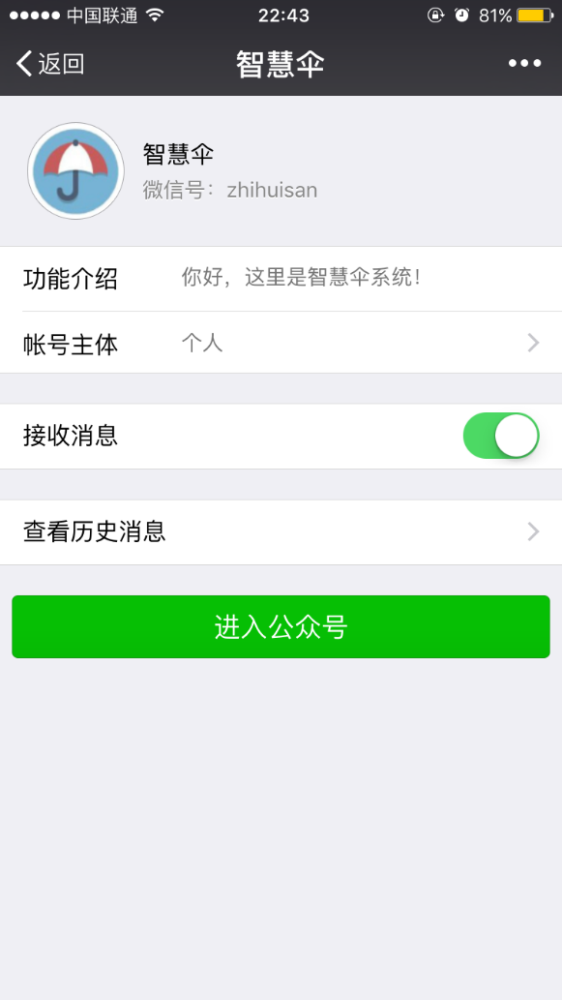 中国联通 22:43 81%
返回 智慧伞
智慧伞
微信号：zhihuisan
功能介绍 你好，这里是智慧伞系统！
帐号主体 个人
接收消息
查看历史消息
进入公众号